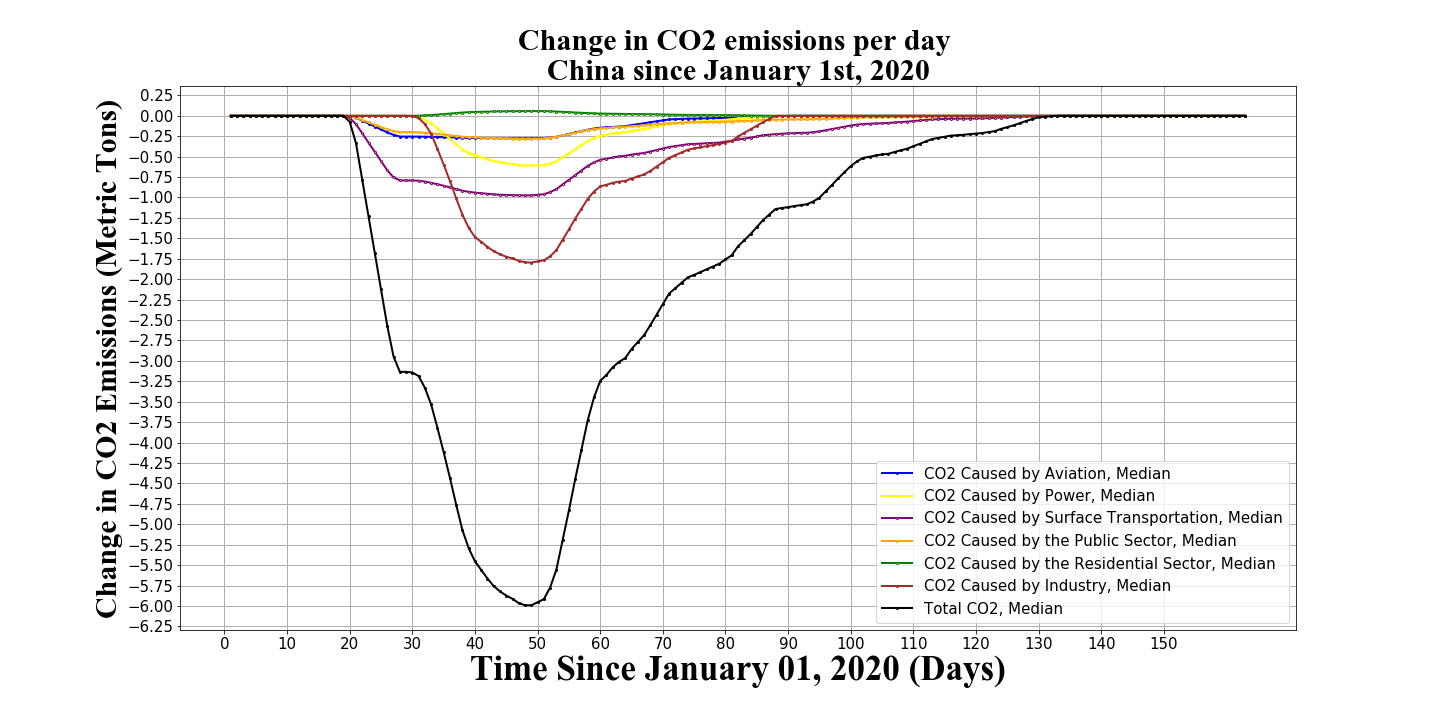 Change in CO2 emissions per day
China since January 1st, 2020
Change in CO2 Emissions (Metric Tons)
0.25
0.00
−0.25
−0.50
−0.75
−1.00
−1.25
−1.50
−1.75
−2.00
−2.25
−2.50
−2.75
−3.00
−3.25
−3.50
−3.75
−4.00
−4.25
−4.50
−4.75
−5.00
−5.25
−5.50
−5.75
−6.00
−6.25
CO2 Caused by Aviation, Median
CO2 Caused by Power, Median
CO2 Caused by Surface Transportation, Median
CO2 Caused by the Public Sector, Median
CO2 Caused by the Residential Sector, Median
CO2 Caused by Industry, Median
Total CO2, Median
0 10 20 30 40 50 60 70 80 90 100 110 120 130 140 150
Time Since January 01, 2020 (Days)